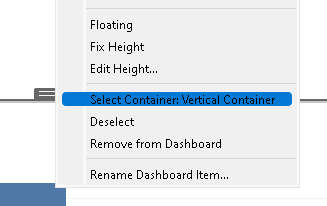 Floating
Fix Height
Edit Height...
Select Container: Vertical Container
Deselect
Remove from Dashboard
Rename Dashboard Item...